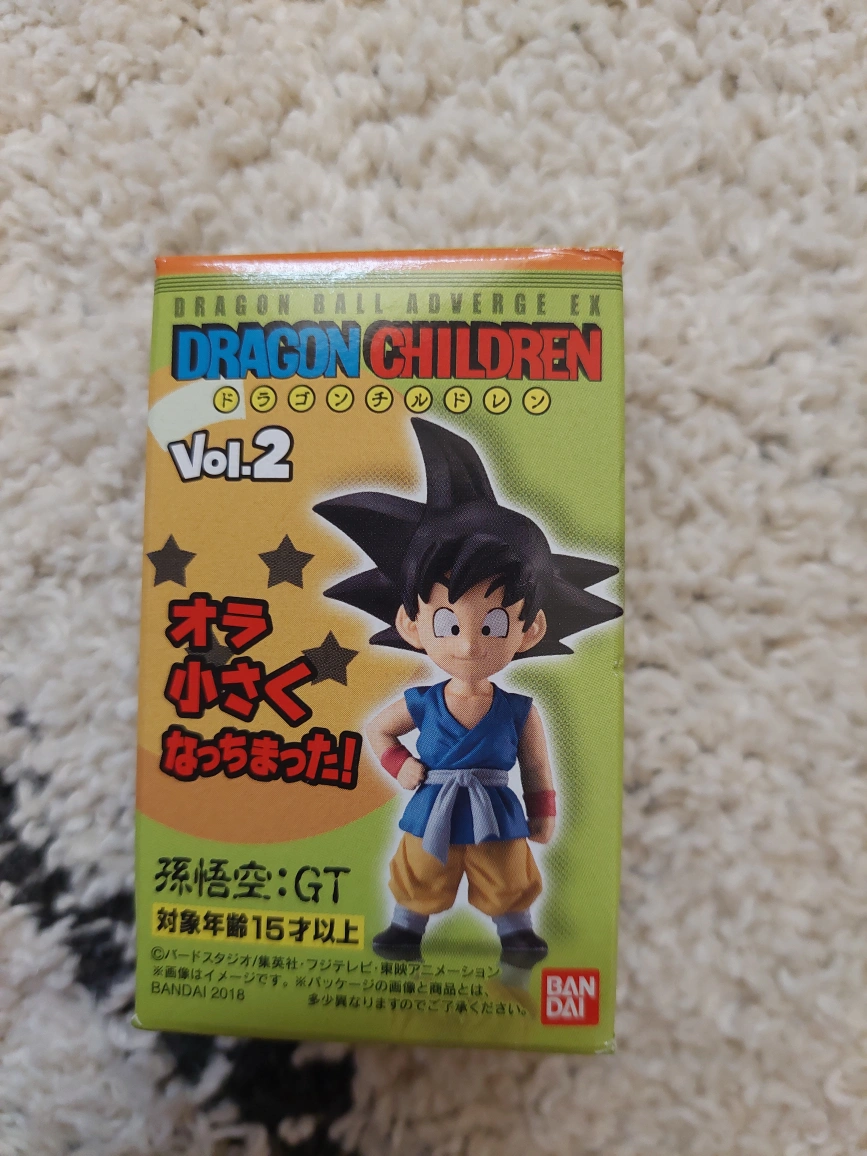 DRAGON BALL ADVERGE EX
DRAGON CHILDREN
ドラゴンチルドレン
Vol.2
オラ
小さく
なっちまった!
孫悟空:GT
対象年齢15才以上
©バードスタジオ/集英社・フジテレビ・東映アニメーション
※画像はイメージです。※パッケージの画像と商品とは、
多少異なりますのでご了承ください。
BANDAI 2018
BAN
DAI